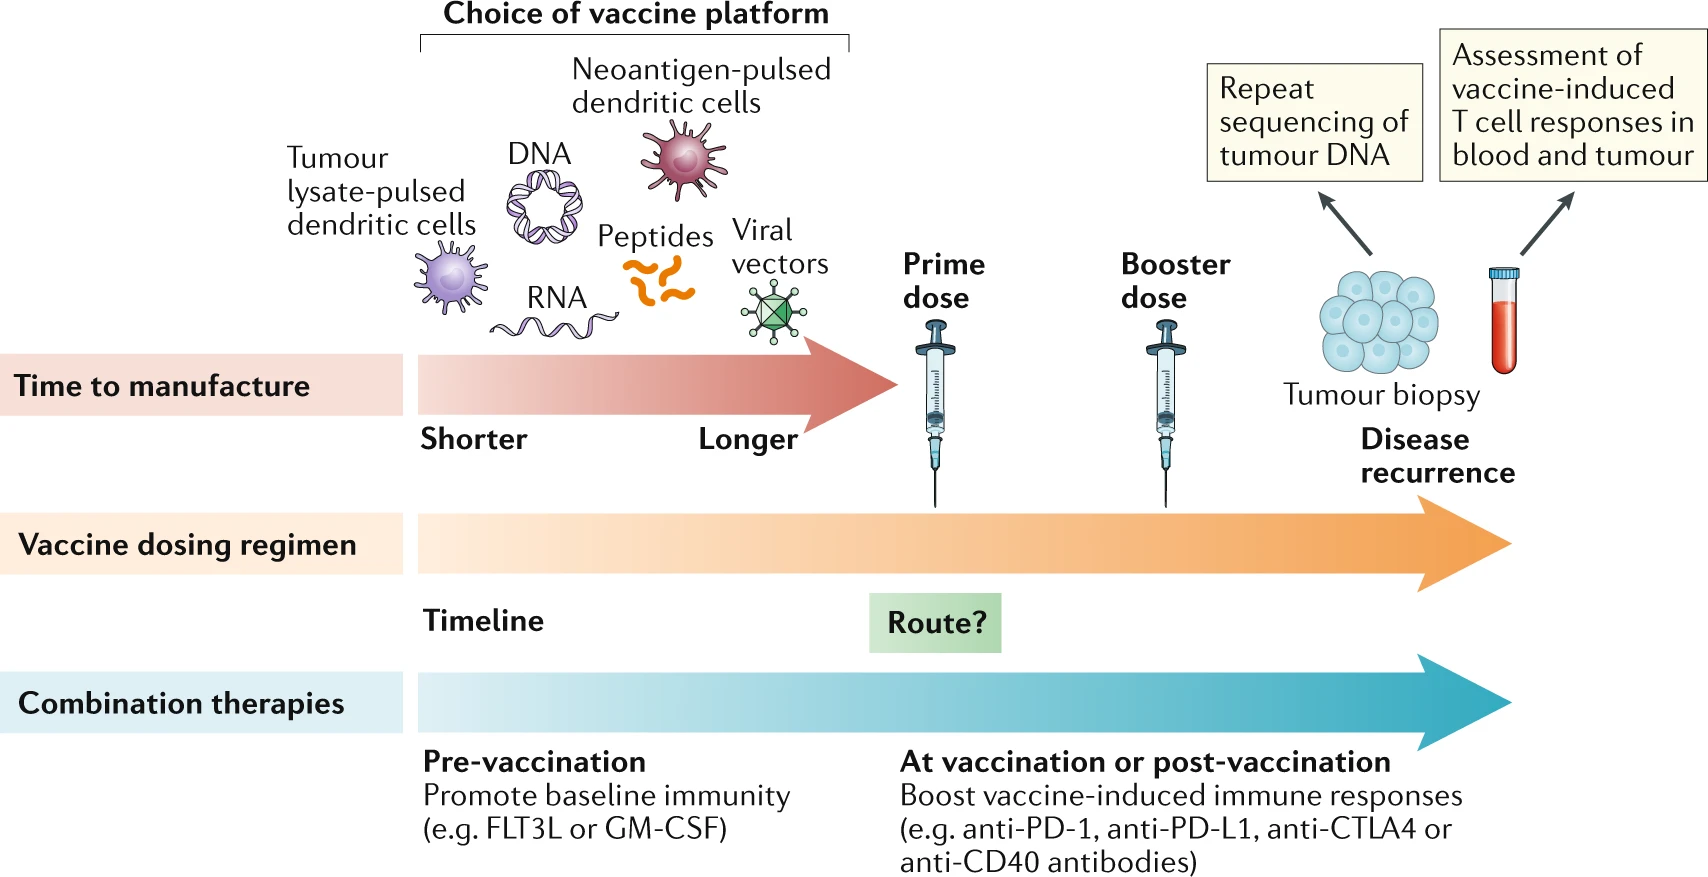 Choice of vaccine platform
Neoantigen-pulsed
dendritic cells
Tumour
lysate-pulsed
dendritic cells
DNA
RNA
Peptides
Viral
vectors
Prime
dose
Booster
dose
Repeat
sequencing of
tumour DNA
Assessment of
vaccine-induced
T cell responses in
blood and tumour
Tumour biopsy
Disease
recurrence
Time to manufacture
Shorter
Longer
Vaccine dosing regimen
Timeline
Route?
Combination therapies
Pre-vaccination
Promote baseline immunity
(e.g. FLT3L or GM-CSF)
At vaccination or post-vaccination
Boost vaccine-induced immune responses
(e.g. anti-PD-1, anti-PD-L1, anti-CTLA4 or
anti-CD40 antibodies)